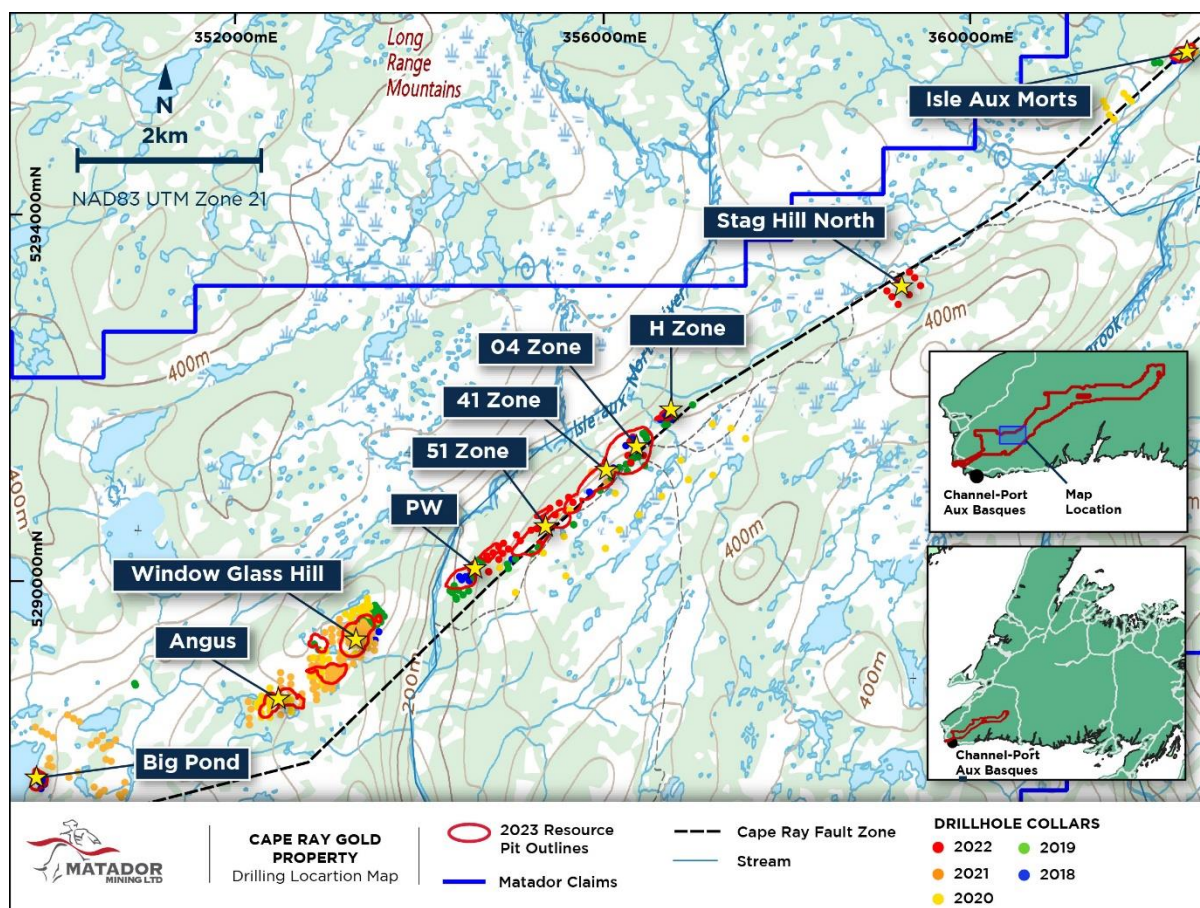 352000mE
356000mE
360000mE
Long
Range
Mountains
N
2km
NAD83 UTM Zone 21
5294000mN
5290000mN
Isle Aux Morts
Stag Hill North
H Zone
04 Zone
41 Zone
51 Zone
PW
Window Glass Hill
Angus
Big Pond
400m
400m
400m
400m
400m
200m
Isle aux Morts River
Brook
Channel-Port
Aux Basques
Map
Location
Channel-Port
Aux Basques
MATADOR
MINING LTD
CAPE RAY GOLD
PROPERTY
Drilling Locartion Map
2023 Resource
Pit Outlines
Matador Claims
Cape Ray Fault Zone
Stream
DRILLHOLE COLLARS
2022
2021
2020
2019
2018